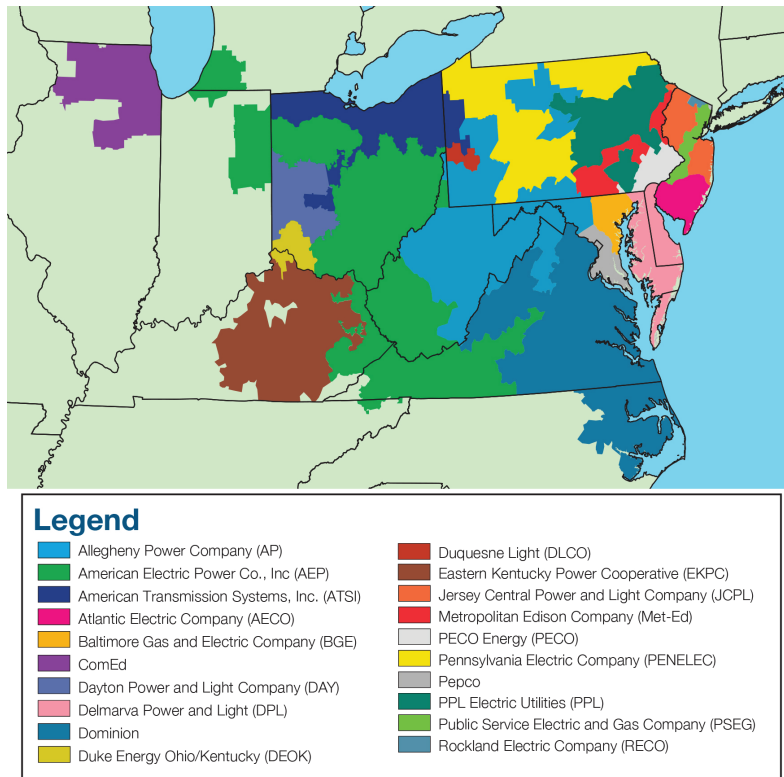 Legend
Allegheny Power Company (AP)
American Electric Power Co., Inc (AEP)
American Transmission Systems, Inc. (ATSI)
Atlantic Electric Company (AECO)
Baltimore Gas and Electric Company (BGE)
ComEd
Dayton Power and Light Company (DAY)
Delmarva Power and Light (DPL)
Dominion
Duke Energy Ohio/Kentucky (DEOK)
Duquesne Light (DLCO)
Eastern Kentucky Power Cooperative (EKPC)
Jersey Central Power and Light Company (JCPL)
Metropolitan Edison Company (Met-Ed)
PECO Energy (PECO)
Pennsylvania Electric Company (PENELEC)
Pepco
PPL Electric Utilities (PPL)
Public Service Electric and Gas Company (PSEG)
Rockland Electric Company (RECO)